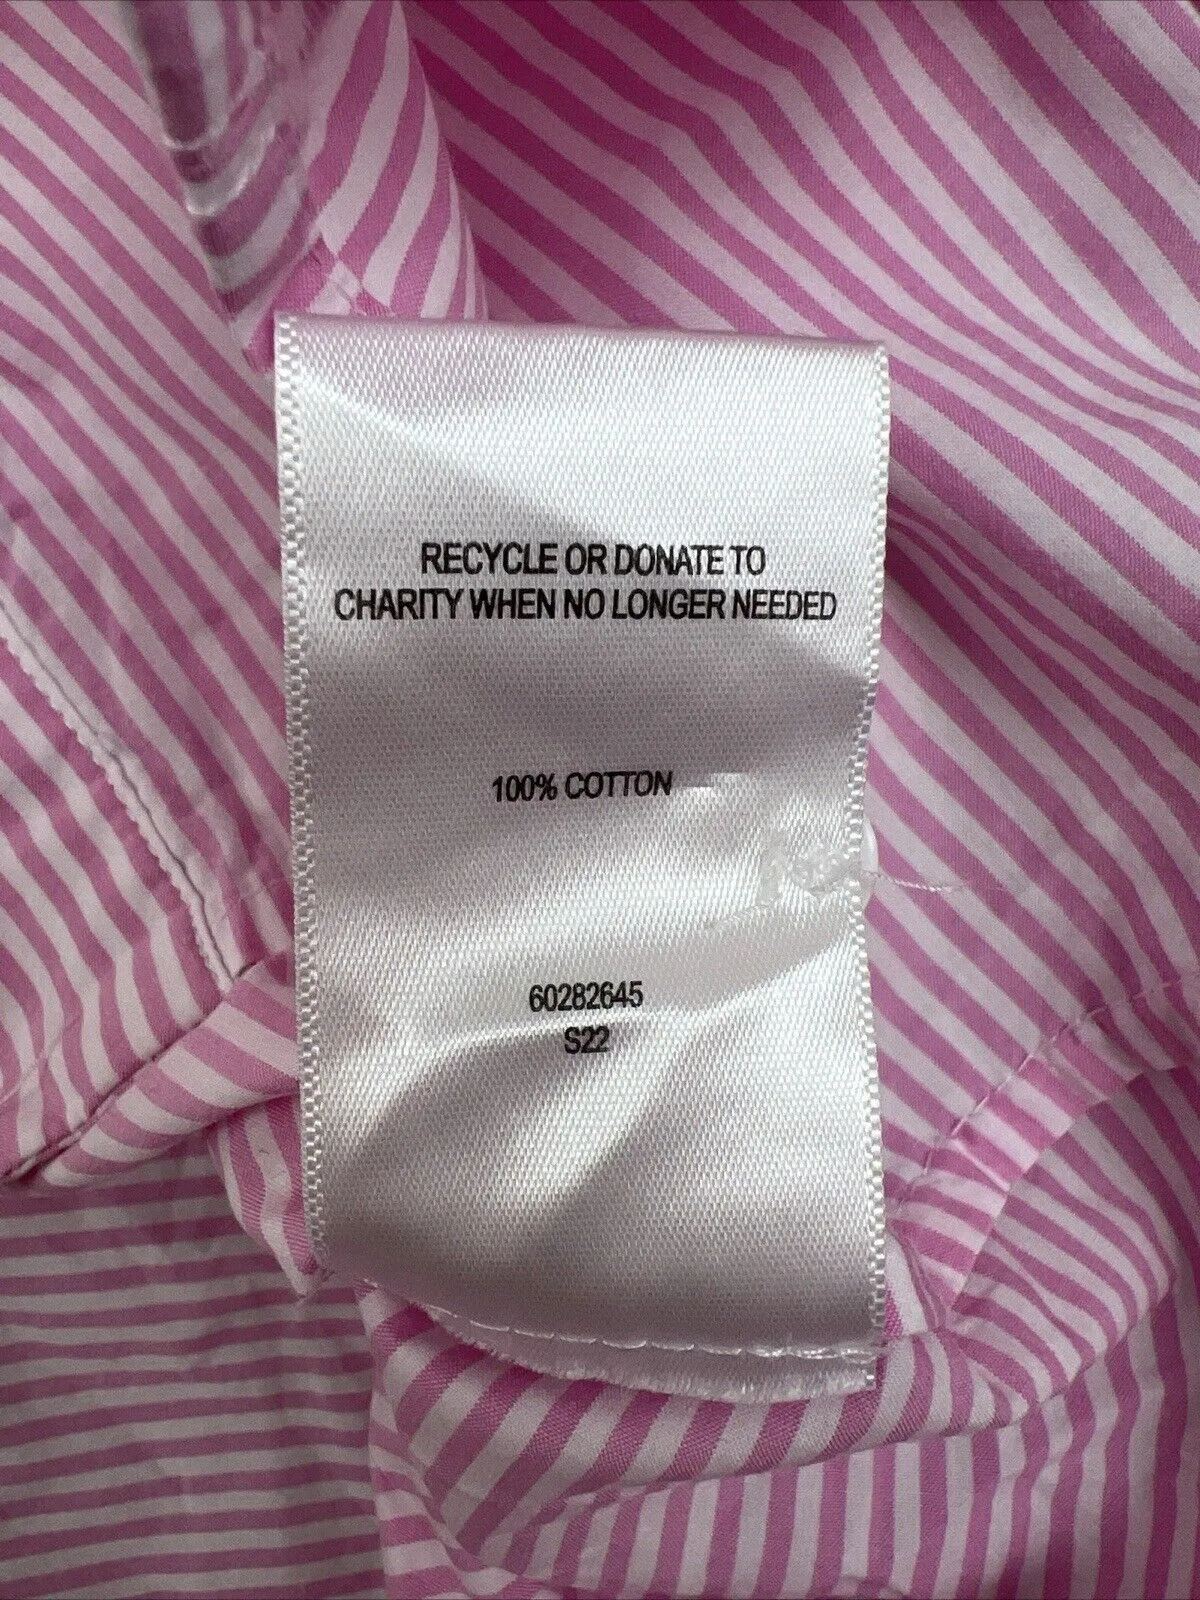 RECYCLE OR DONATE TO
CHARITY WHEN NO LONGER NEEDED
100% COTTON
60282645
S22